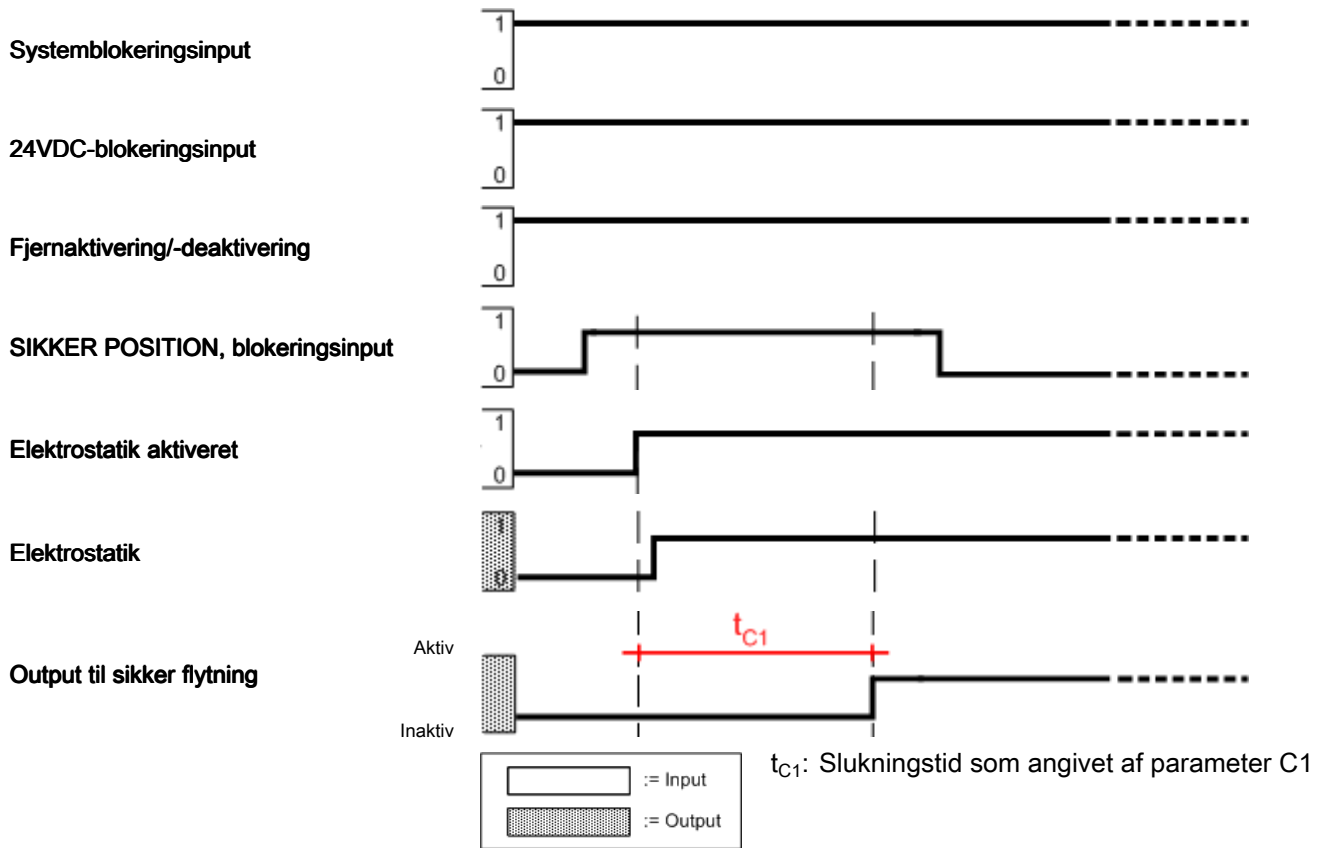 Systemblokeringsinput
1
0
24VDC-blokeringsinput
1
0
Fjernaktivering/-deaktivering
1
0
SIKKER POSITION, blokeringsinput
1
0
Elektrostatik aktiveret
1
0
Elektrostatik
1
0
Output til sikker flytning
Aktiv
Inaktiv
tC1
:= Input
:= Output
tC1: Slukningstid som angivet af parameter C1